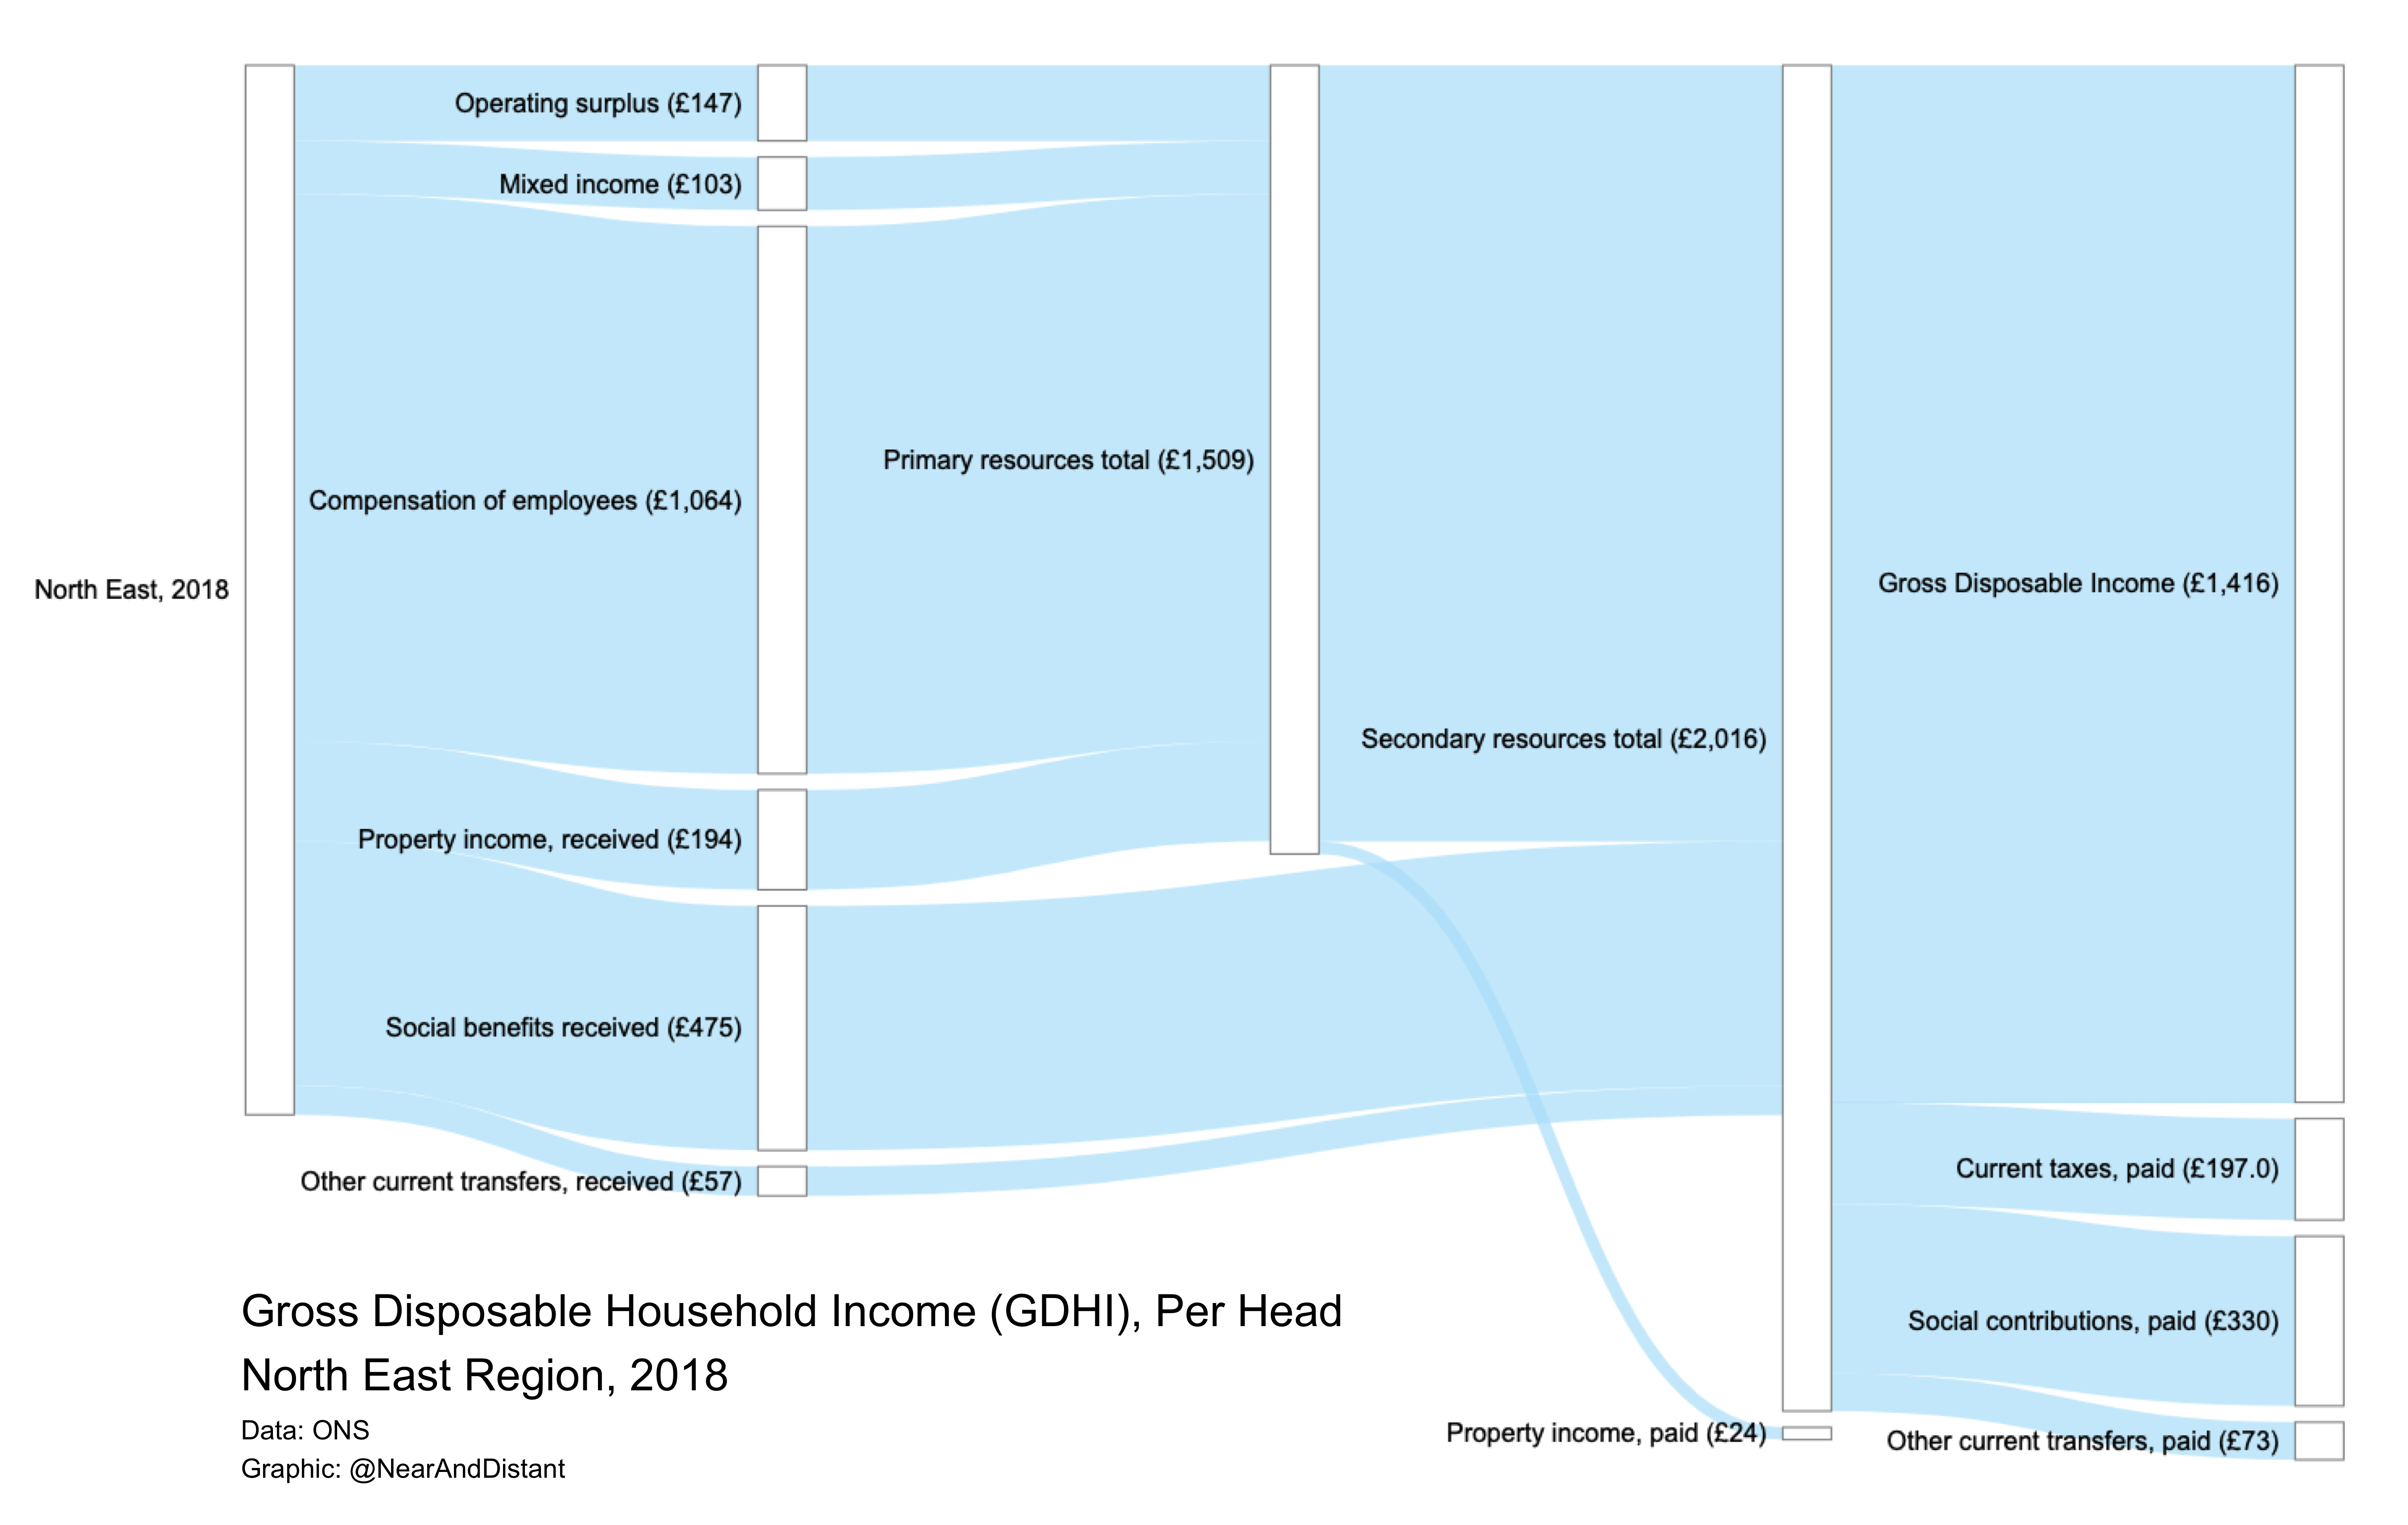 Operating surplus (£147)
Mixed income (£103)
Compensation of employees (£1,064)
Primary resources total (£1,509)
North East, 2018
Gross Disposable Income (£1,416)
Secondary resources total (£2,016)
Property income, received (£194)
Social benefits received (£475)
Other current transfers, received (£57)
Current taxes, paid (£197.0)
Social contributions, paid (£330)
Property income, paid (£24)
Other current transfers, paid (£73)
Gross Disposable Household Income (GDHI), Per Head
North East Region, 2018
Data: ONS
Graphic: @NearAndDistant